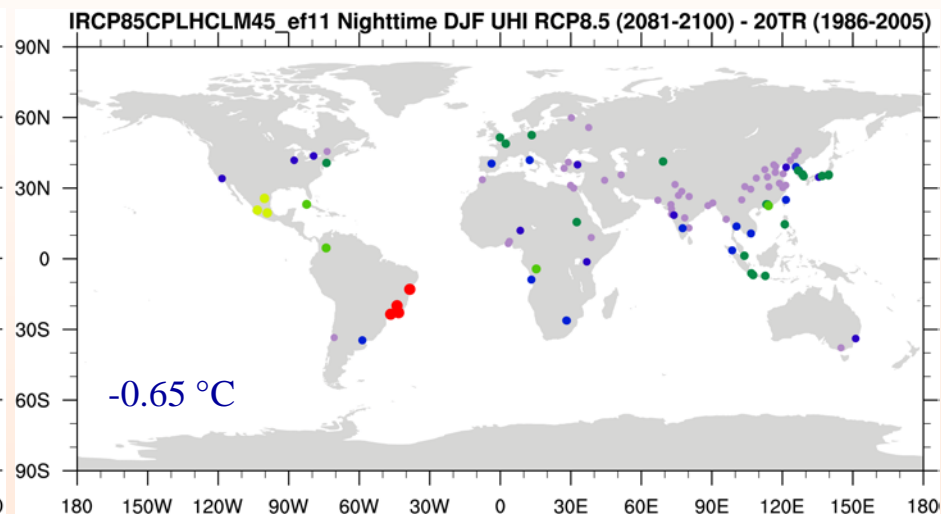 IRCP85CPLHCLM45_ef11 Nighttime DJF UHI RCP8.5 (2081-2100) - 20TR (1986-2005)
90N
60N
30N
0
30S
60S
90S
-0.65 °C
180 150W 120W 90W 60W 30W 0 30E 60E 90E 120E 150E 180